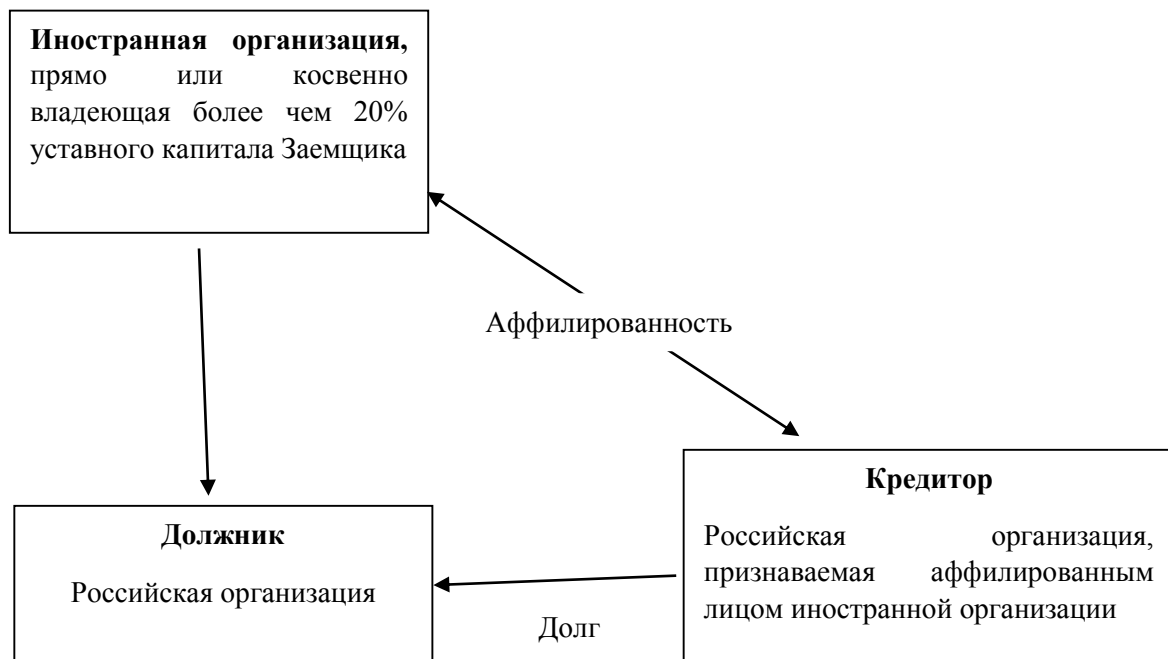 Иностранная организация,
прямо или косвенно
владеющая более чем 20%
уставного капитала Заемщика
Аффилированность
Должник
Российская организация
Долг
Кредитор
Российская организация,
признаваемая аффилированным
лицом иностранной организации